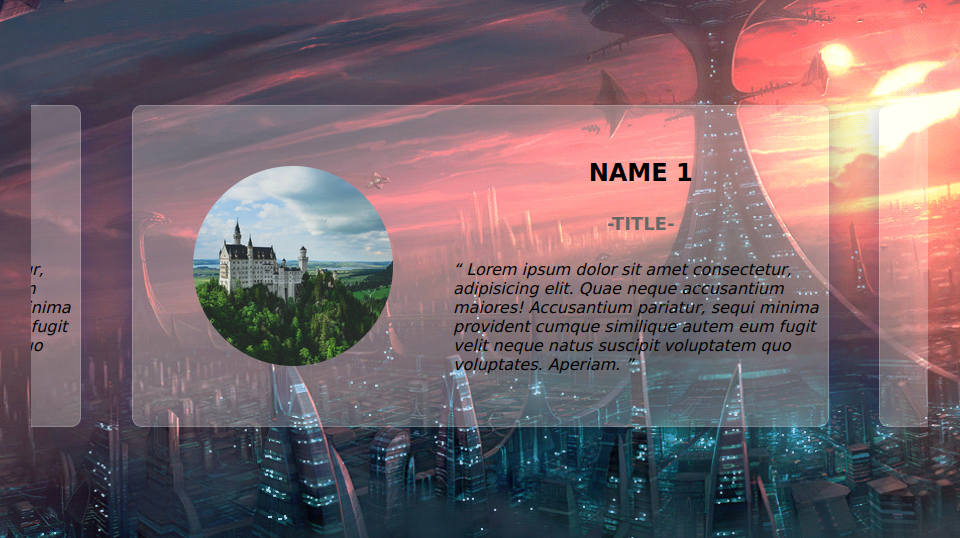 NAME 1
-TITLE-
“ Lorem ipsum dolor sit amet consectetur,
adipisicing elit. Quae neque accusantium
maiores! Accusantium pariatur, sequi minima
provident cumque similique autem eum fugit
velit neque natus suscipit voluptatem quo
voluptates. Aperiam. ”
fugit